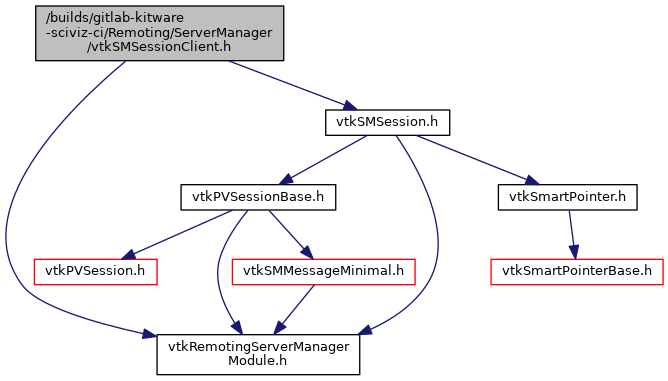 /builds/gitlab-kitware
-sciviz-ci/Remoting/ServerManager
/vtkSMSessionClient.h
vtkSMSession.h
vtkPVSessionBase.h
vtkSmartPointer.h
vtkPVSession.h
vtkSMMessageMinimal.h
vtkSmartPointerBase.h
vtkRemotingServerManager
Module.h